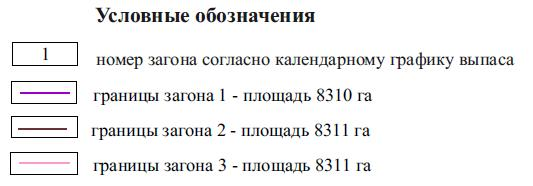 Условные обозначения
1 номер загона согласно календарному графику выпаса
границы загона 1 - площадь 8310 га
границы загона 2 - площадь 8311 га
границы загона 3 - площадь 8311 га